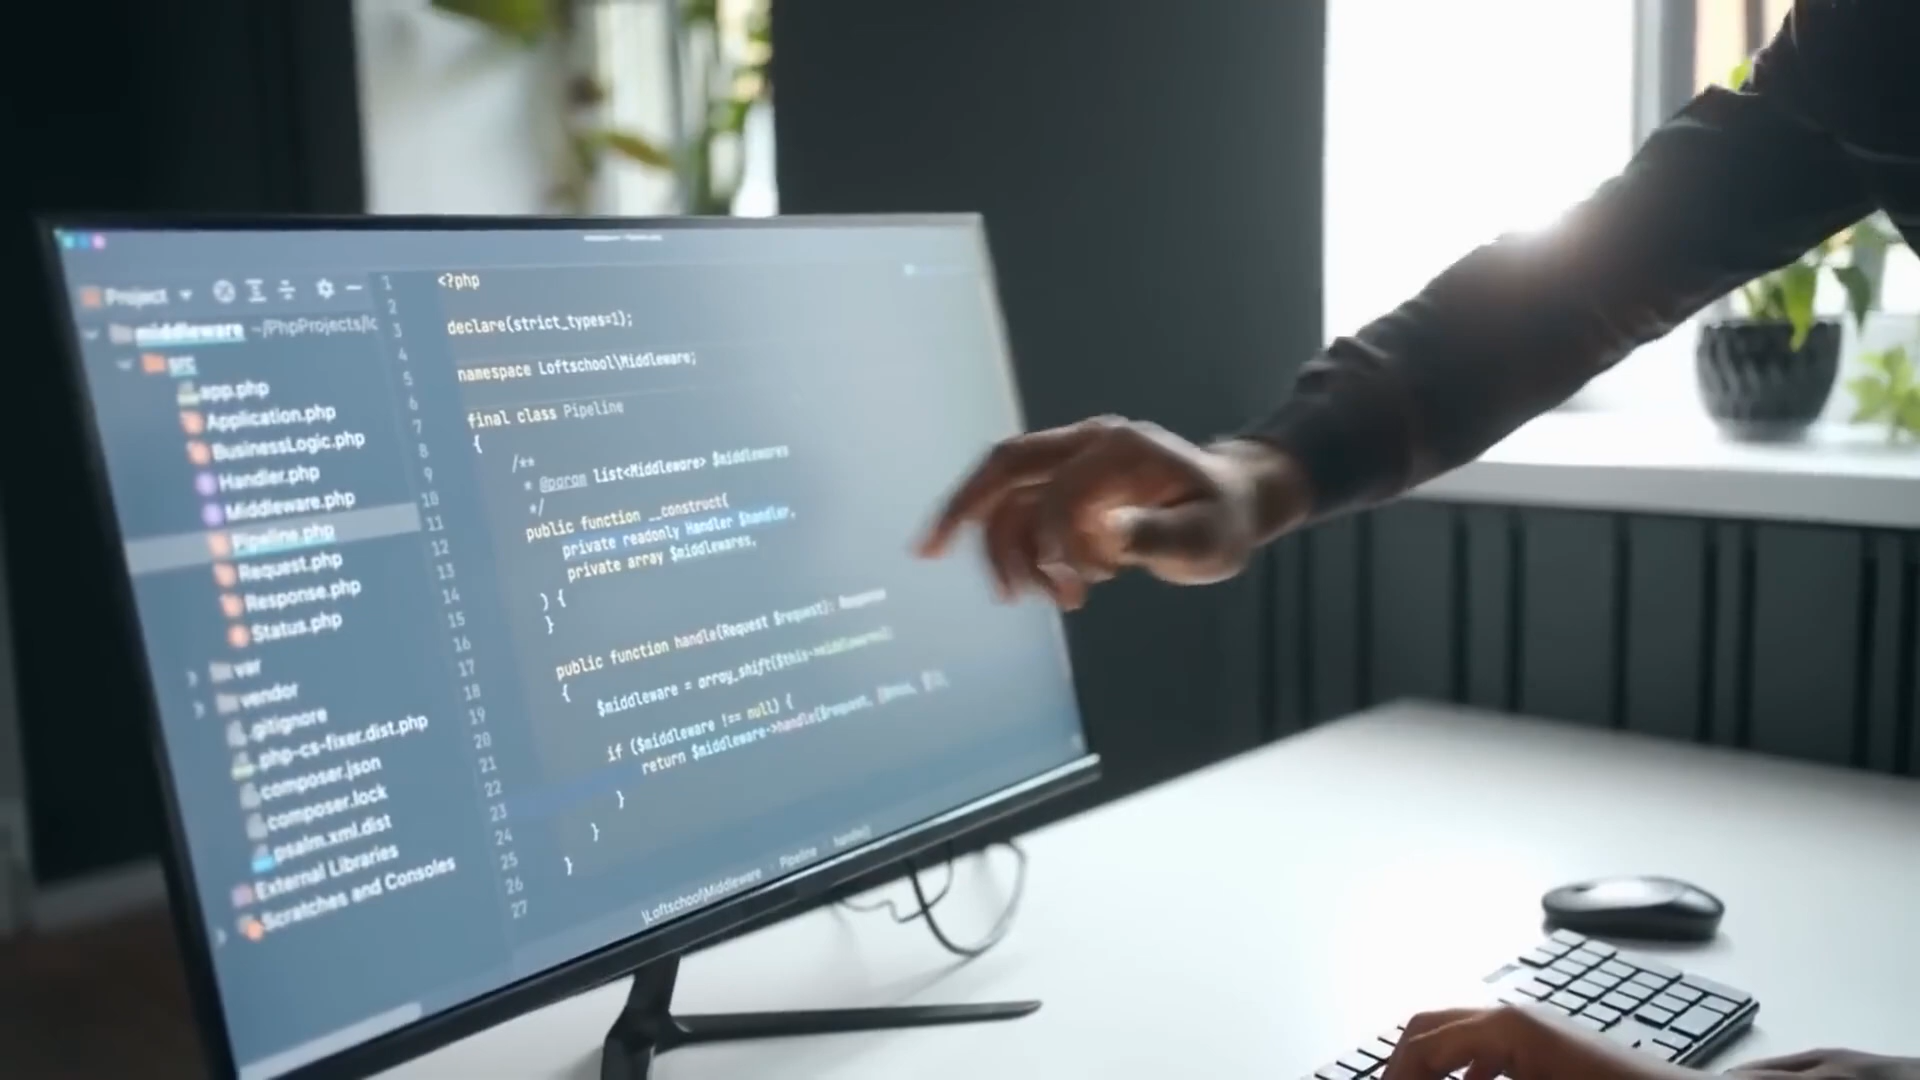 Project
middleware ~/PhpProjects/lo
src
app.php
Application.php
BusinessLogic.php
Handler.php
Middleware.php
Pipeline.php
Request.php
Response.php
Status.php
var
vendor
.gitignore
.php-cs-fixer.dist.php
composer.json
composer.lock
psalm.xml.dist
External Libraries
Scratches and Consoles
1 <?php
2
3 declare(strict_types=1);
4
5 namespace Loftschool\Middleware;
6
7 final class Pipeline
8 {
9 /**
10 * @param list<Middleware> $middlewares
11 */
12 public function __construct(
13 private readonly Handler $handler,
14 private array $middlewares,
15 ) {
16 }
17
18 public function handle(Request $request): Response
19 {
20 $middleware = array_shift($this->middlewares);
21
22 if ($middleware !== null) {
23 return $middleware->handle($request,
24 }
25 }
26 }
27
\Loftschool\Middleware Pipeline handle()